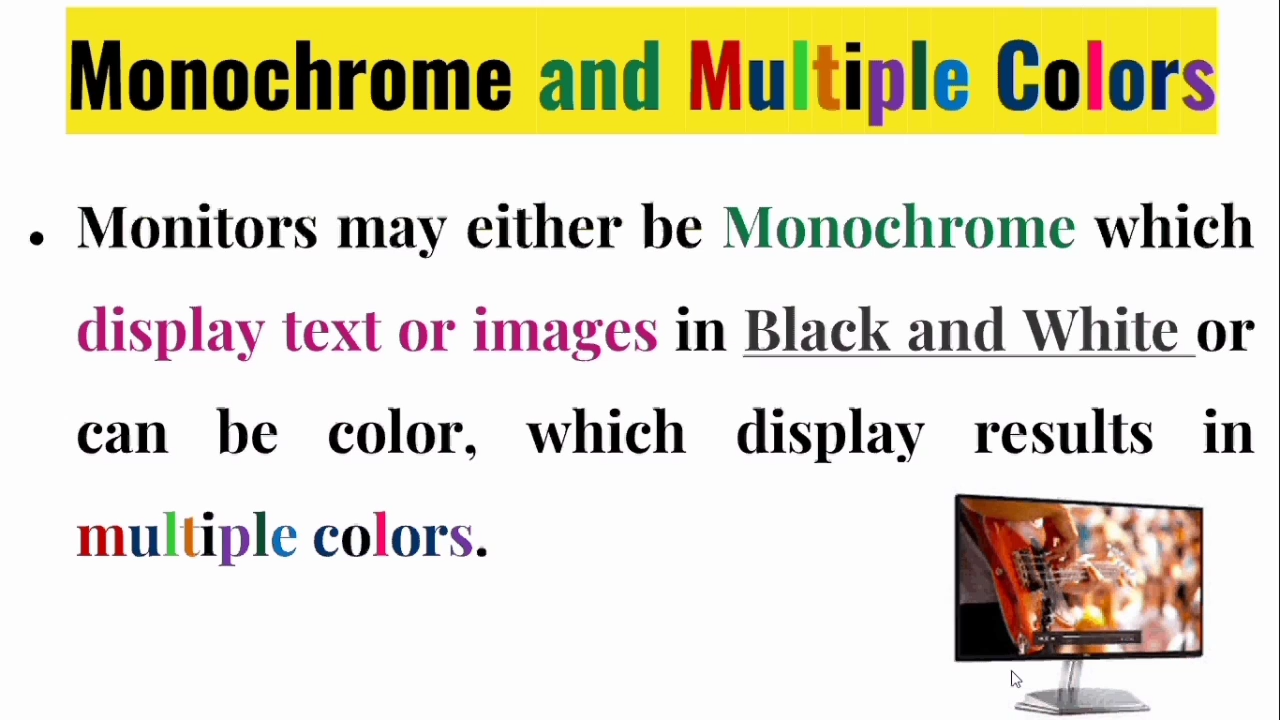 Monochrome and Multiple Colors
• Monitors may either be Monochrome which
display text or images in Black and White or
can be color, which display results in
multiple colors.